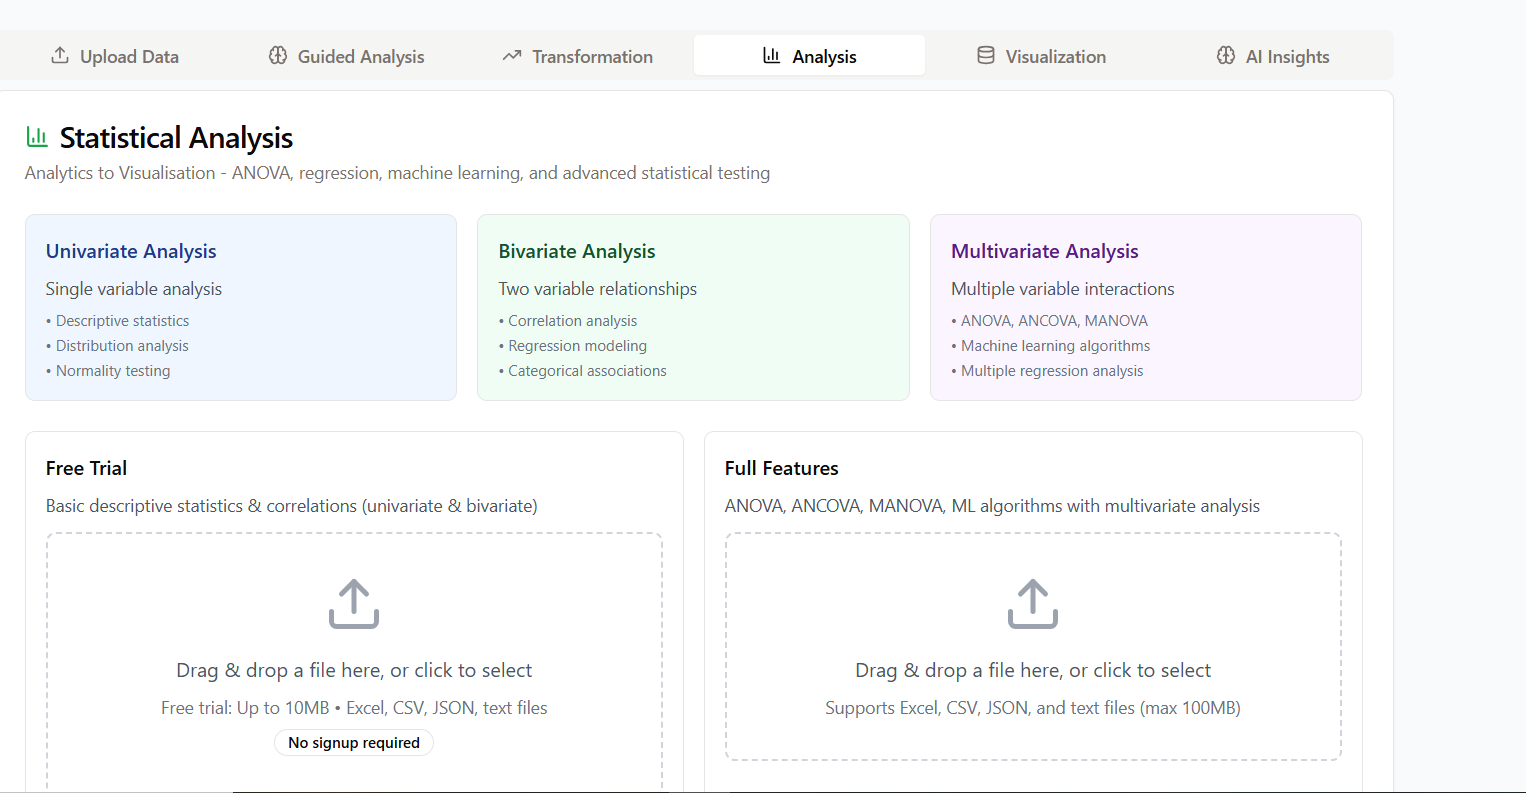 Upload Data
Guided Analysis
Transformation
Analysis
Visualization
AI Insights
Statistical Analysis
Analytics to Visualisation - ANOVA, regression, machine learning, and advanced statistical testing
Univariate Analysis
Single variable analysis
• Descriptive statistics
• Distribution analysis
• Normality testing
Bivariate Analysis
Two variable relationships
• Correlation analysis
• Regression modeling
• Categorical associations
Multivariate Analysis
Multiple variable interactions
• ANOVA, ANCOVA, MANOVA
• Machine learning algorithms
• Multiple regression analysis
Free Trial
Basic descriptive statistics & correlations (univariate & bivariate)
Drag & drop a file here, or click to select
Free trial: Up to 10MB • Excel, CSV, JSON, text files
No signup required
Full Features
ANOVA, ANCOVA, MANOVA, ML algorithms with multivariate analysis
Drag & drop a file here, or click to select
Supports Excel, CSV, JSON, and text files (max 100MB)